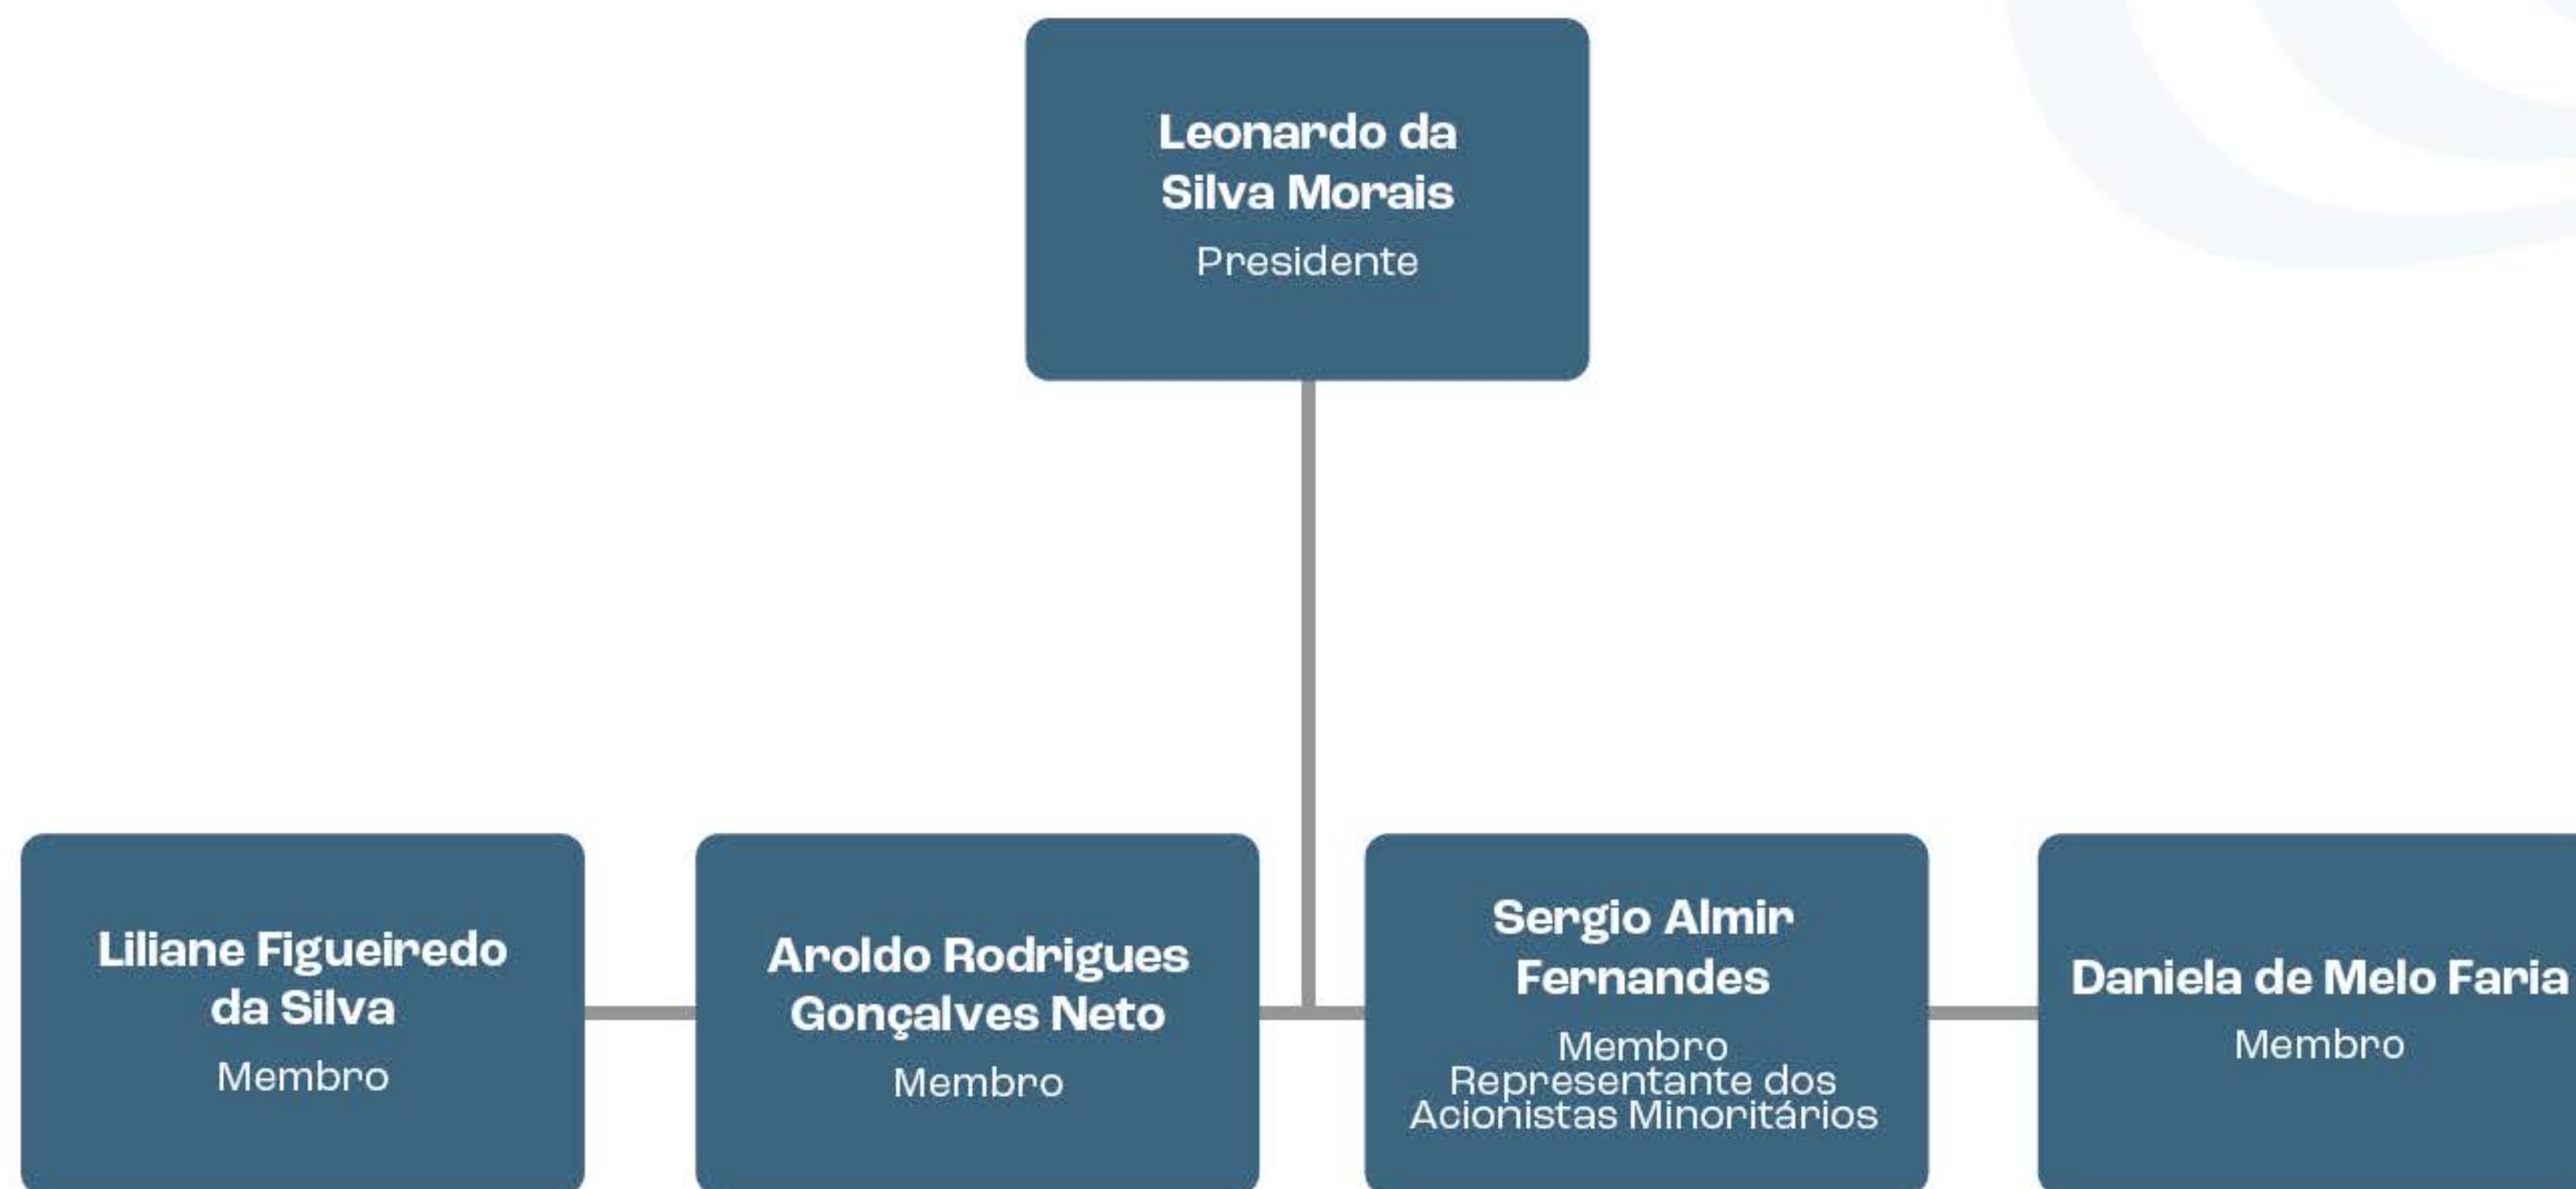 Leonardo da
Silva Morais
Presidente
Liliane Figueiredo
da Silva
Membro
Aroldo Rodrigues
Gonçalves Neto
Membro
Sergio Almir
Fernandes
Membro
Representante dos
Acionistas Minoritários
Daniela de Melo Faria
Membro